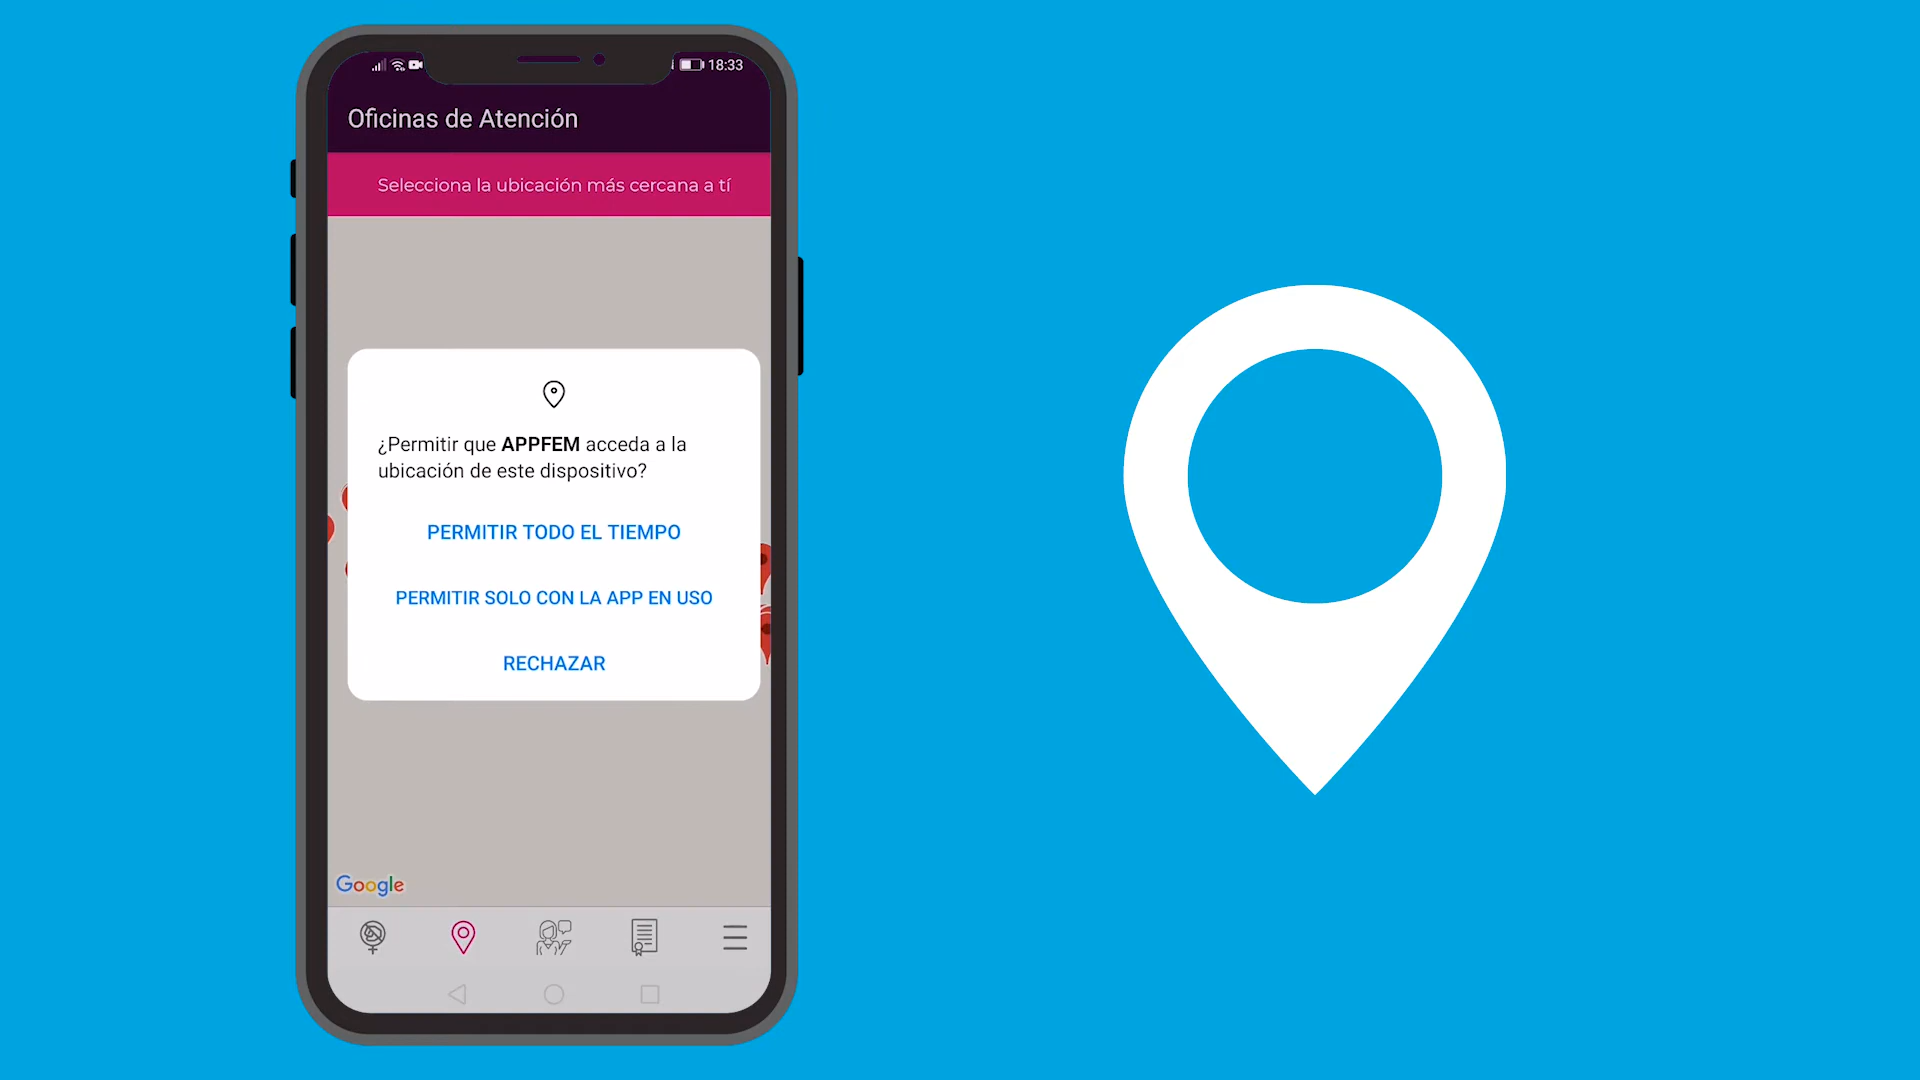 18:33
Oficinas de Atención
Selecciona la ubicación más cercana a tí
¿Permitir que APPFEM acceda a la
ubicación de este dispositivo?
PERMITIR TODO EL TIEMPO
PERMITIR SOLO CON LA APP EN USO
RECHAZAR
Google